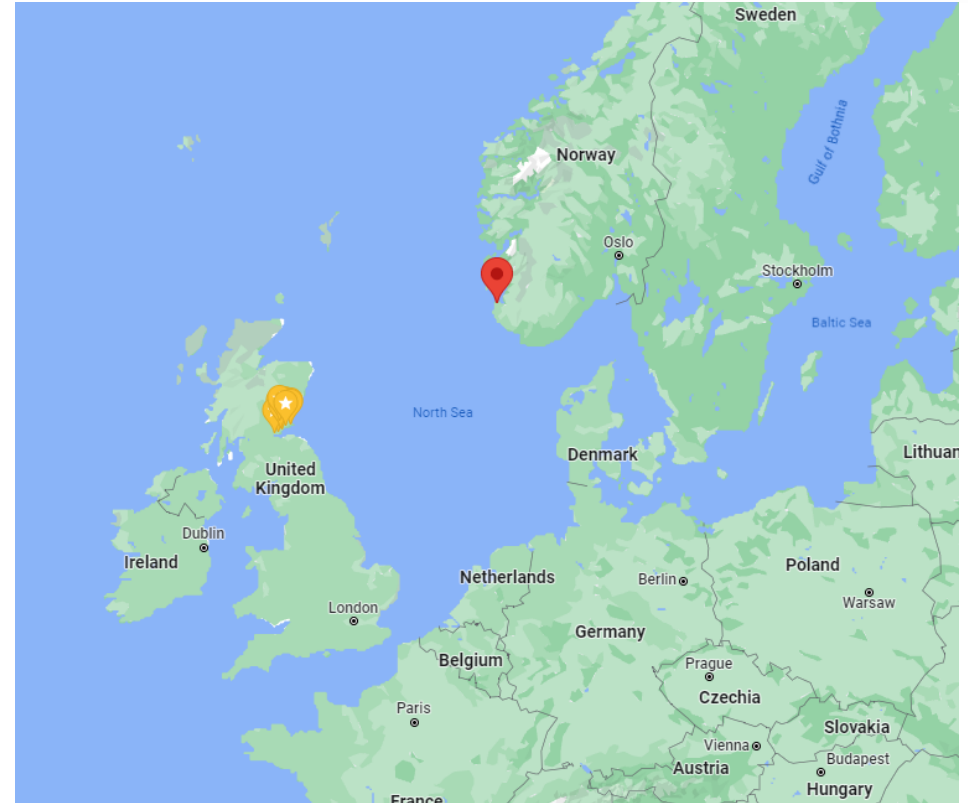 Sweden
Gulf of Bothnia
Norway
Oslo
Stockholm
Baltic Sea
North Sea
Denmark
Lithuan
United
Kingdom
Dublin
Ireland
Netherlands
Berlin
Poland
Warsaw
London
Germany
Belgium
Prague
Czechia
Paris
Slovakia
Vienna
Budapest
Austria
Hungary
France